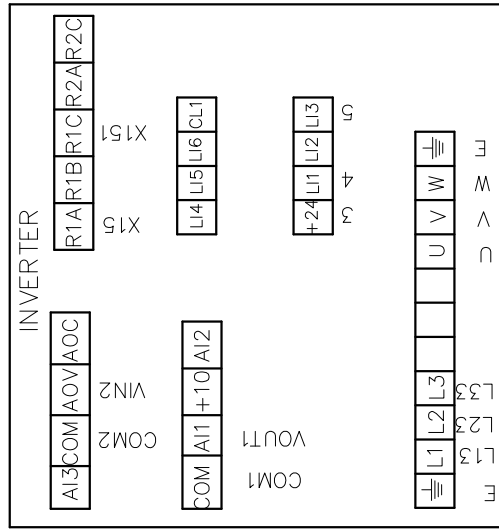 INVERTER
AI3 COM AOV AOC R1A R1B R1C R2A R2C
COM2 VIN2 X15 X151
COM AI1 +10 AI2 LI4 LI5 LI6 CL1
COM1 VOUT1
+24 LI1 LI2 LI3
3 4 5
L1 L2 L3 U V W
E L13 L23 L33 U V W E